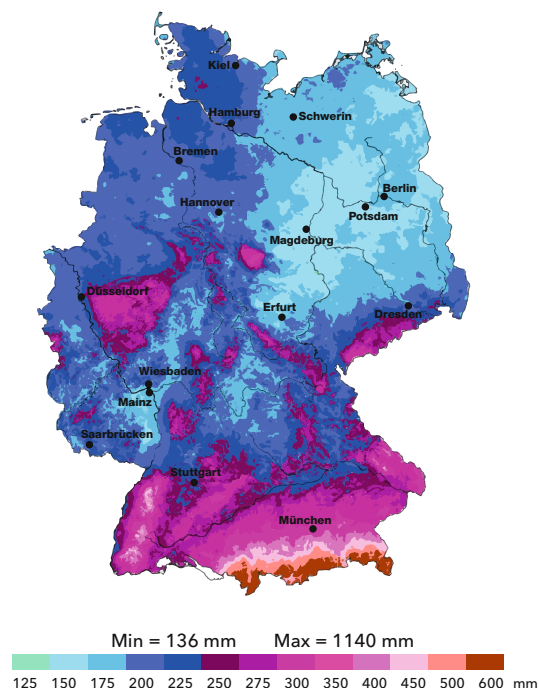 Kiel
Hamburg
Schwerin
Bremen
Berlin
Hannover
Potsdam
Magdeburg
Düsseldorf
Erfurt
Dresden
Wiesbaden
Mainz
Saarbrücken
Stuttgart
München
Min = 136 mm Max = 1140 mm
125 150 175 200 225 250 275 300 350 400 450 500 600 mm